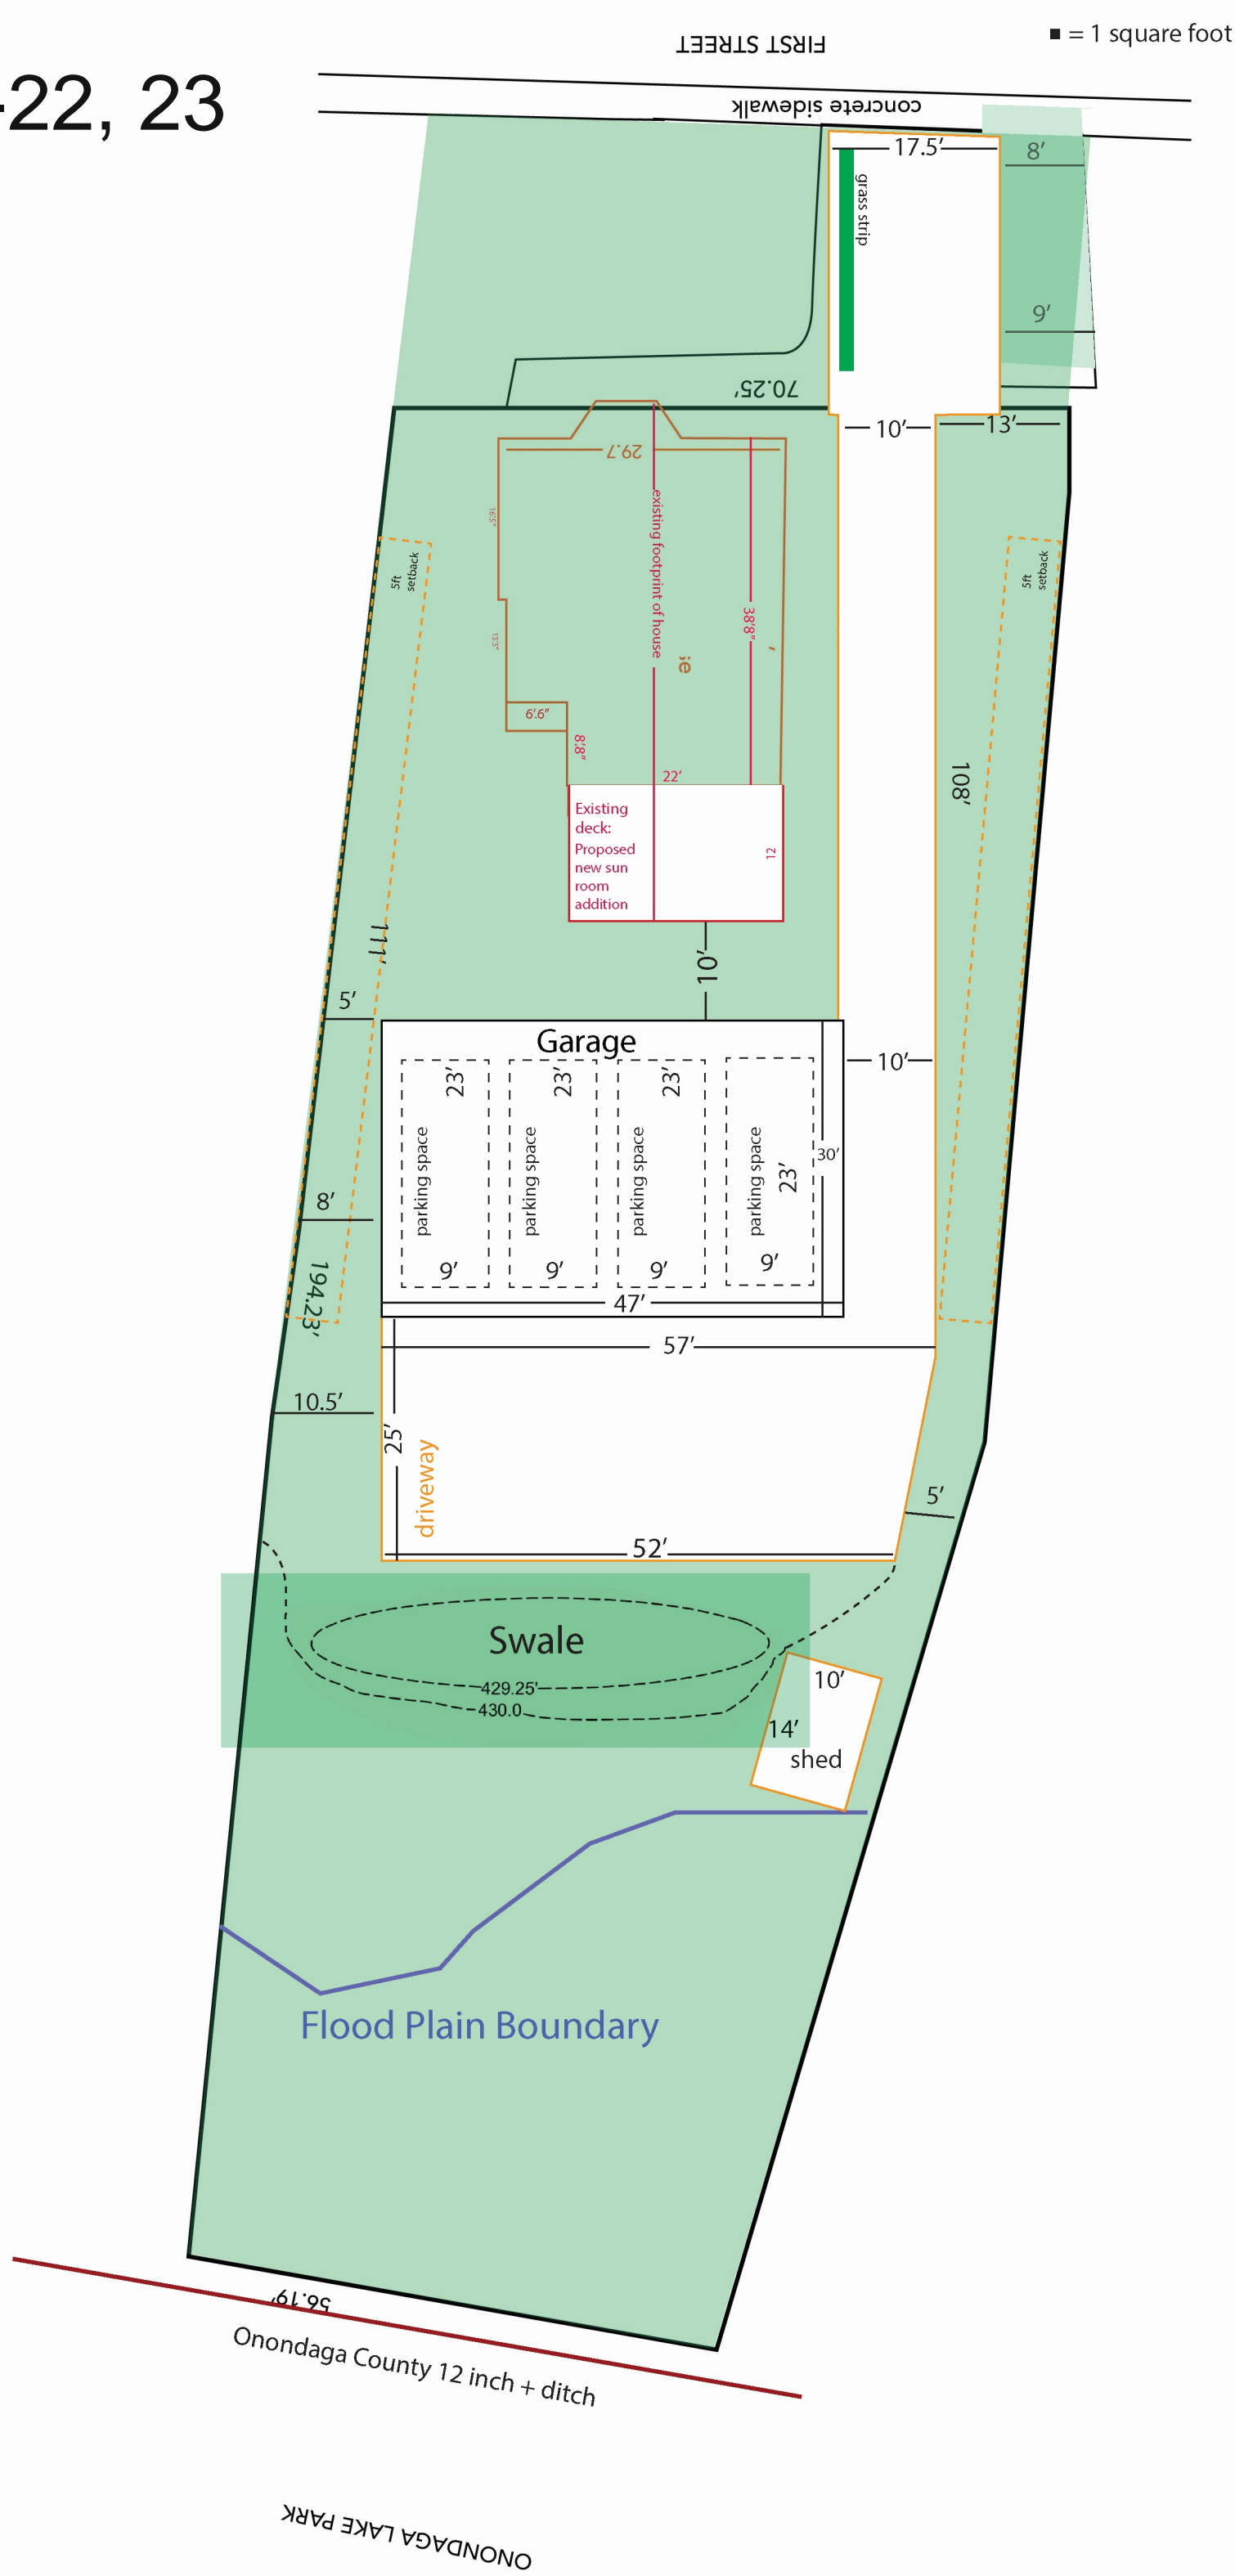 FIRST STREET
■ = 1 square foot
-22, 23
concrete sidewalk
17.5’
8’
grass strip
9’
70.25’
10’
13’
29.7
16'5"
existing footprint of house
5ft
setback
5ft
setback
38’8”
13'5"
’
6’9”
8’8”
22’
108’
Existing
deck:
Proposed
new sun
room
addition
12
111’
10’
5’
Garage
10’
23’
23’
23’
23’
parking space
parking space
parking space
parking space
30’
8’
9’
9’
9’
9’
194.23’
47’
57’
10.5’
25’
driveway
5’
52’
Swale
429.25'
430.0
10’
14’
shed
Flood Plain Boundary
56.19’
Onondaga County 12 inch + ditch
ONONDAGA LAKE PARK